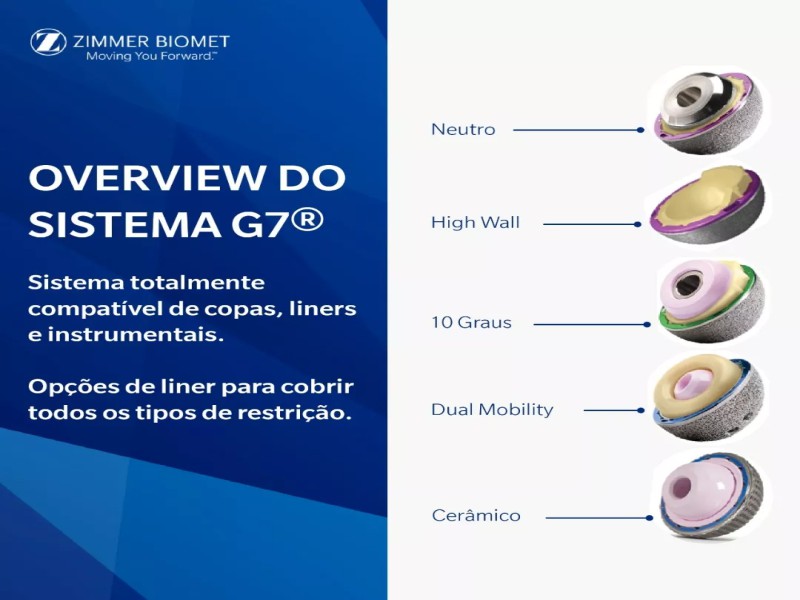 ZIMMER BIOMET
Moving You Forward.™
OVERVIEW DO
SISTEMA G7®
Sistema totalmente
compatível de copas, liners
e instrumentais.
Opções de liner para cobrir
todos os tipos de restrição.
Neutro
High Wall
10 Graus
Dual Mobility
Cerâmico